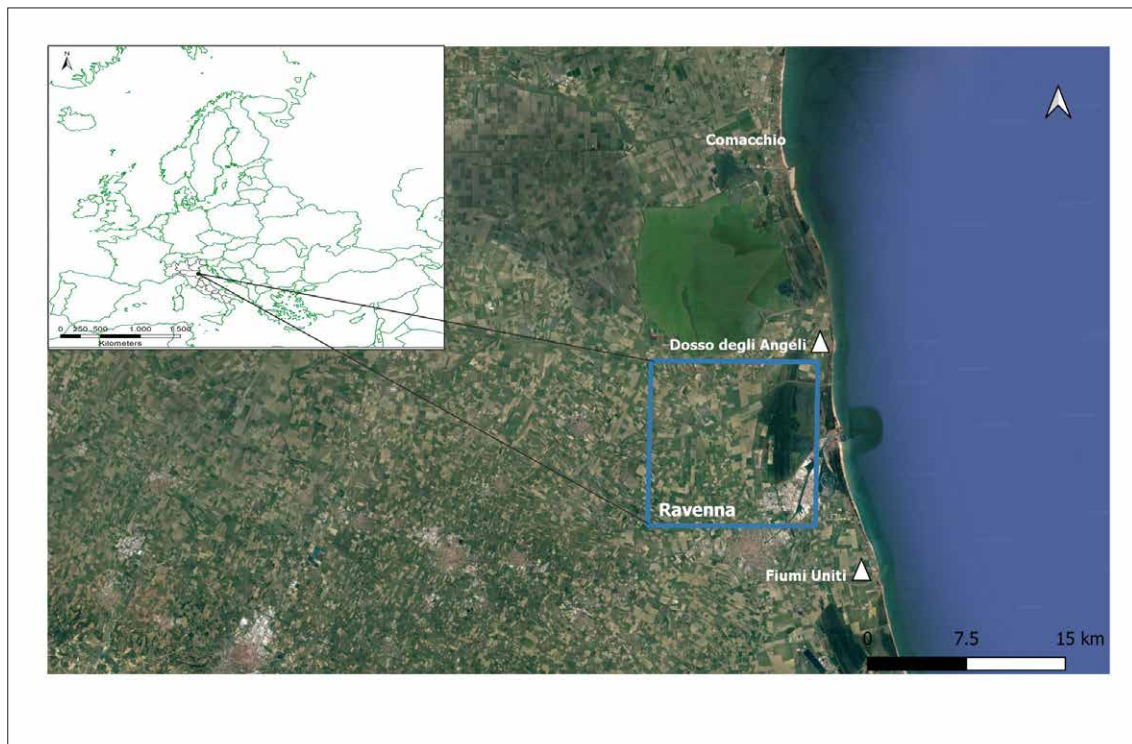 N
0 250 500 1.000 1.500
Kilometers
Comacchio
Dosso degli Angeli
Ravenna
Fiumi Uniti
0 7.5 15 km